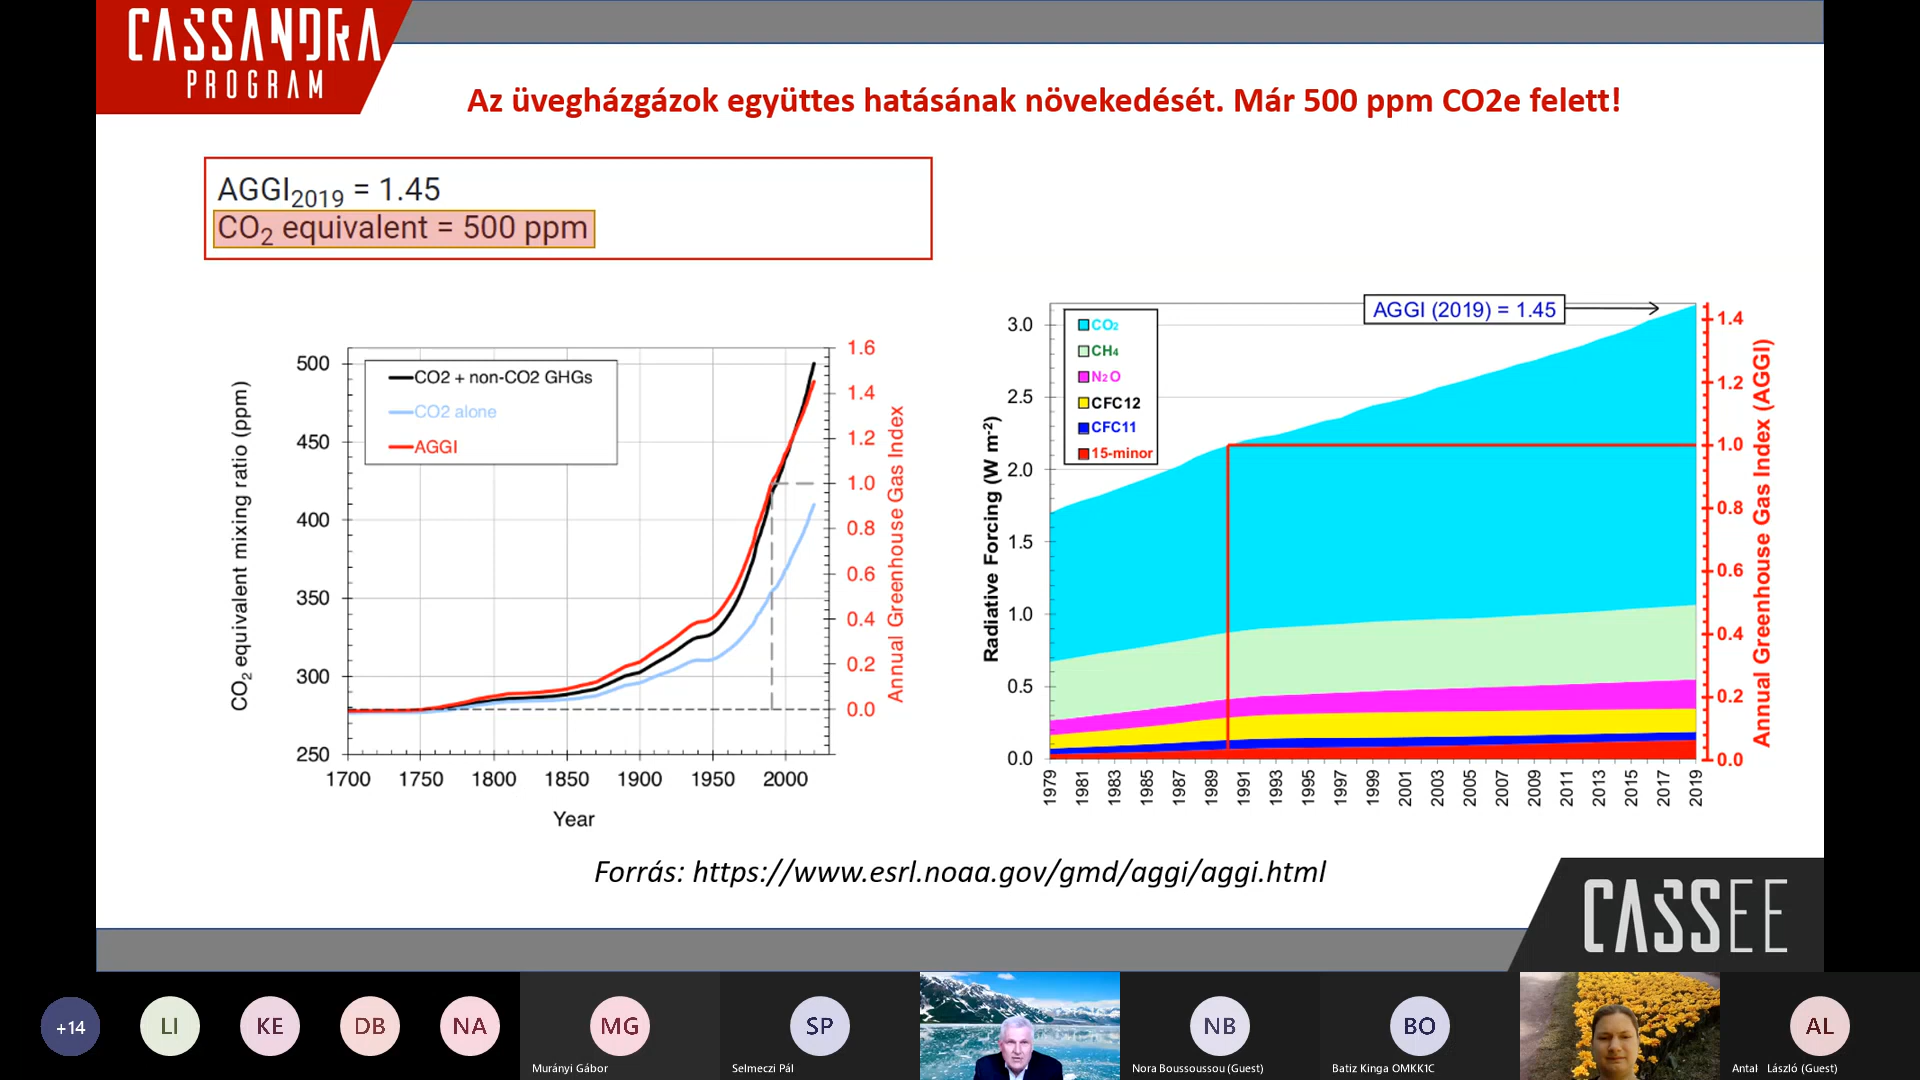 CASSANDRA
PROGRAM
Az üvegházgázok együttes hatásának növekedését. Már 500 ppm CO2e felett!
AGGI2019 = 1.45
CO2 equivalent = 500 ppm
CO2 + non-CO2 GHGs
CO2 alone
AGGI
CO2 equivalent mixing ratio (ppm)
500
450
400
350
300
250
1.6
1.4
1.2
1.0
0.8
0.6
0.4
0.2
0.0
Annual Greenhouse Gas Index
1700 1750 1800 1850 1900 1950 2000
Year
AGGI (2019) = 1.45
CO2
CH4
N2O
CFC12
CFC11
15-minor
Radiative Forcing (W m-2)
3.0
2.5
2.0
1.5
1.0
0.5
0.0
1.4
1.2
1.0
0.8
0.6
0.4
0.2
0.0
Annual Greenhouse Gas Index (AGGI)
1979 1981 1983 1985 1987 1989 1991 1993 1995 1997 1999 2001 2003 2005 2007 2009 2011 2013 2015 2017 2019
Forrás: https://www.esrl.noaa.gov/gmd/aggi/aggi.html
CASSEE
+14 LI KE DB NA MG SP NB BO AL
Murányi Gábor
Selmeczi Pál
Nora Boussoussou (Guest)
Batiz Kinga OMKK1C
Antal László (Guest)